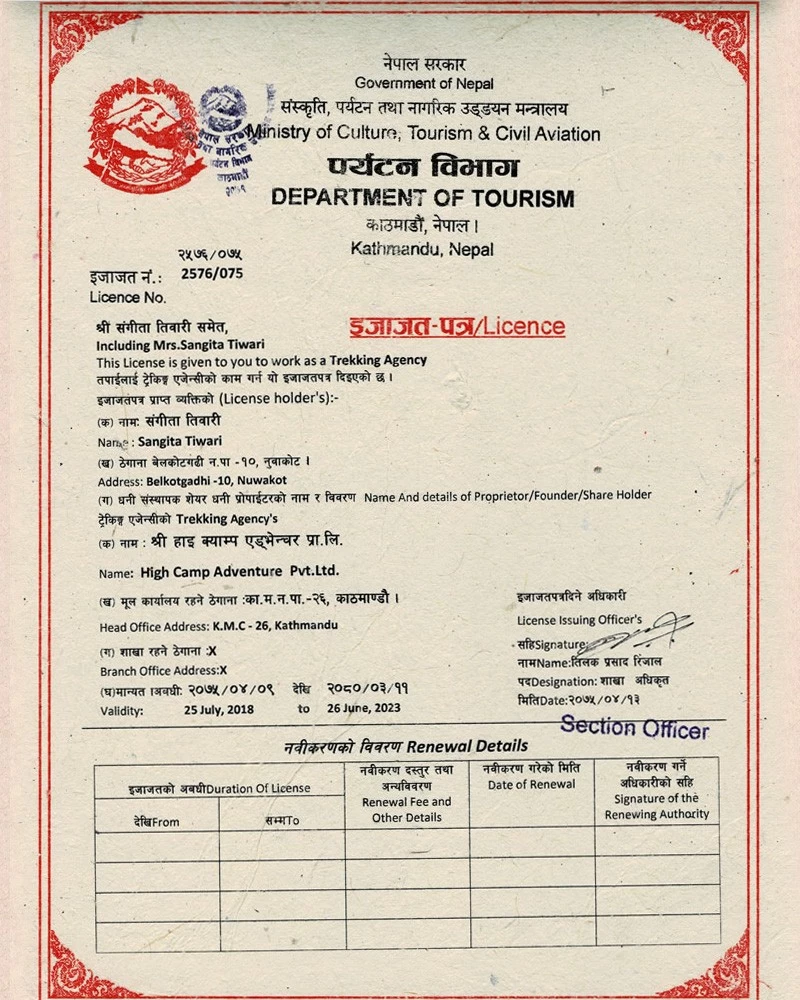 नेपाल सरकार
Government of Nepal
संस्कृति, पर्यटन तथा नागरिक उड्डयन मन्त्रालय
Ministry of Culture, Tourism & Civil Aviation
पर्यटन विभाग
DEPARTMENT OF TOURISM
काठमाडौं, नेपाल ।
Kathmandu, Nepal
२५७६/०७५
इजाजत नं.: 2576/075
Licence No.
इजाजत-पत्र/Licence
श्री संगीता तिवारी समेत,
Including Mrs.Sangita Tiwari
This License is given to you to work as a Trekking Agency
तपाईलाई ट्रेकिङ्ग एजेन्सीको काम गर्न यो इजाजतपत्र दिइएको छ ।
इजाजतपत्र प्राप्त व्यक्तिको (License holder's):-
(क) नामः संगीता तिवारी
Name : Sangita Tiwari
(ख) ठेगाना बेलकोटगढी न.पा -१०, नुवाकोट ।
Address: Belkotgadhi -10, Nuwakot
(ग) धनी संस्थापक शेयर धनी प्रोपाईटरको नाम र विवरण Name And details of Proprietor/Founder/Share Holder
ट्रेकिङ्ग एजेन्सीको Trekking Agency's
(क) नाम : श्री हाइ क्याम्प एड्भेन्चर प्रा.लि.
Name: High Camp Adventure Pvt.Ltd.
(ख) मूल कार्यालय रहने ठेगाना :का.म.न.पा.-२६, काठमाण्डौ ।
Head Office Address: K.M.C - 26, Kathmandu
(ग) शाखा रहने ठेगाना :X
Branch Office Address:X
(घ)मान्यत ।अवधी: २०७५/०४/०९ देखि २०८०/०३/११
Validity: 25 July, 2018 to 26 June, 2023
इजाजतपत्रदिने अधिकारी
License Issuing Officer's
सहिSignature:
नामName:तिलक प्रसाद रिजाल
पदDesignation: शाखा अधिकृत
मितिDate:२०७५/०४/१३
Section Officer
नवीकरणको विवरण Renewal Details
इजाजतको अबधीDuration Of License
देखिFrom
सम्मTo
नवीकरण दस्तुर तथा
अन्यविवरण
Renewal Fee and
Other Details
नवीकरण गरेको मिति
Date of Renewal
नवीकरण गर्ने
अधिकारीको सहि
Signature of the
Renewing Authority